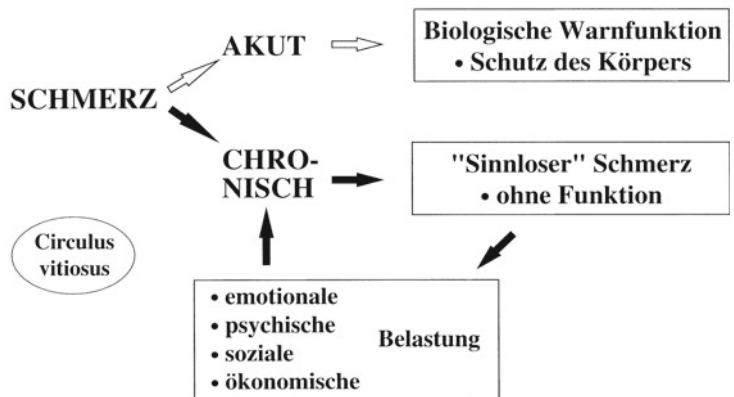 AKUT
Biologische Warnfunktion
• Schutz des Körpers
SCHMERZ
CHRO-
NISCH
"Sinnloser" Schmerz
• ohne Funktion
Circulus
vitiosus
• emotionale
• psychische
• soziale
• ökonomische
Belastung